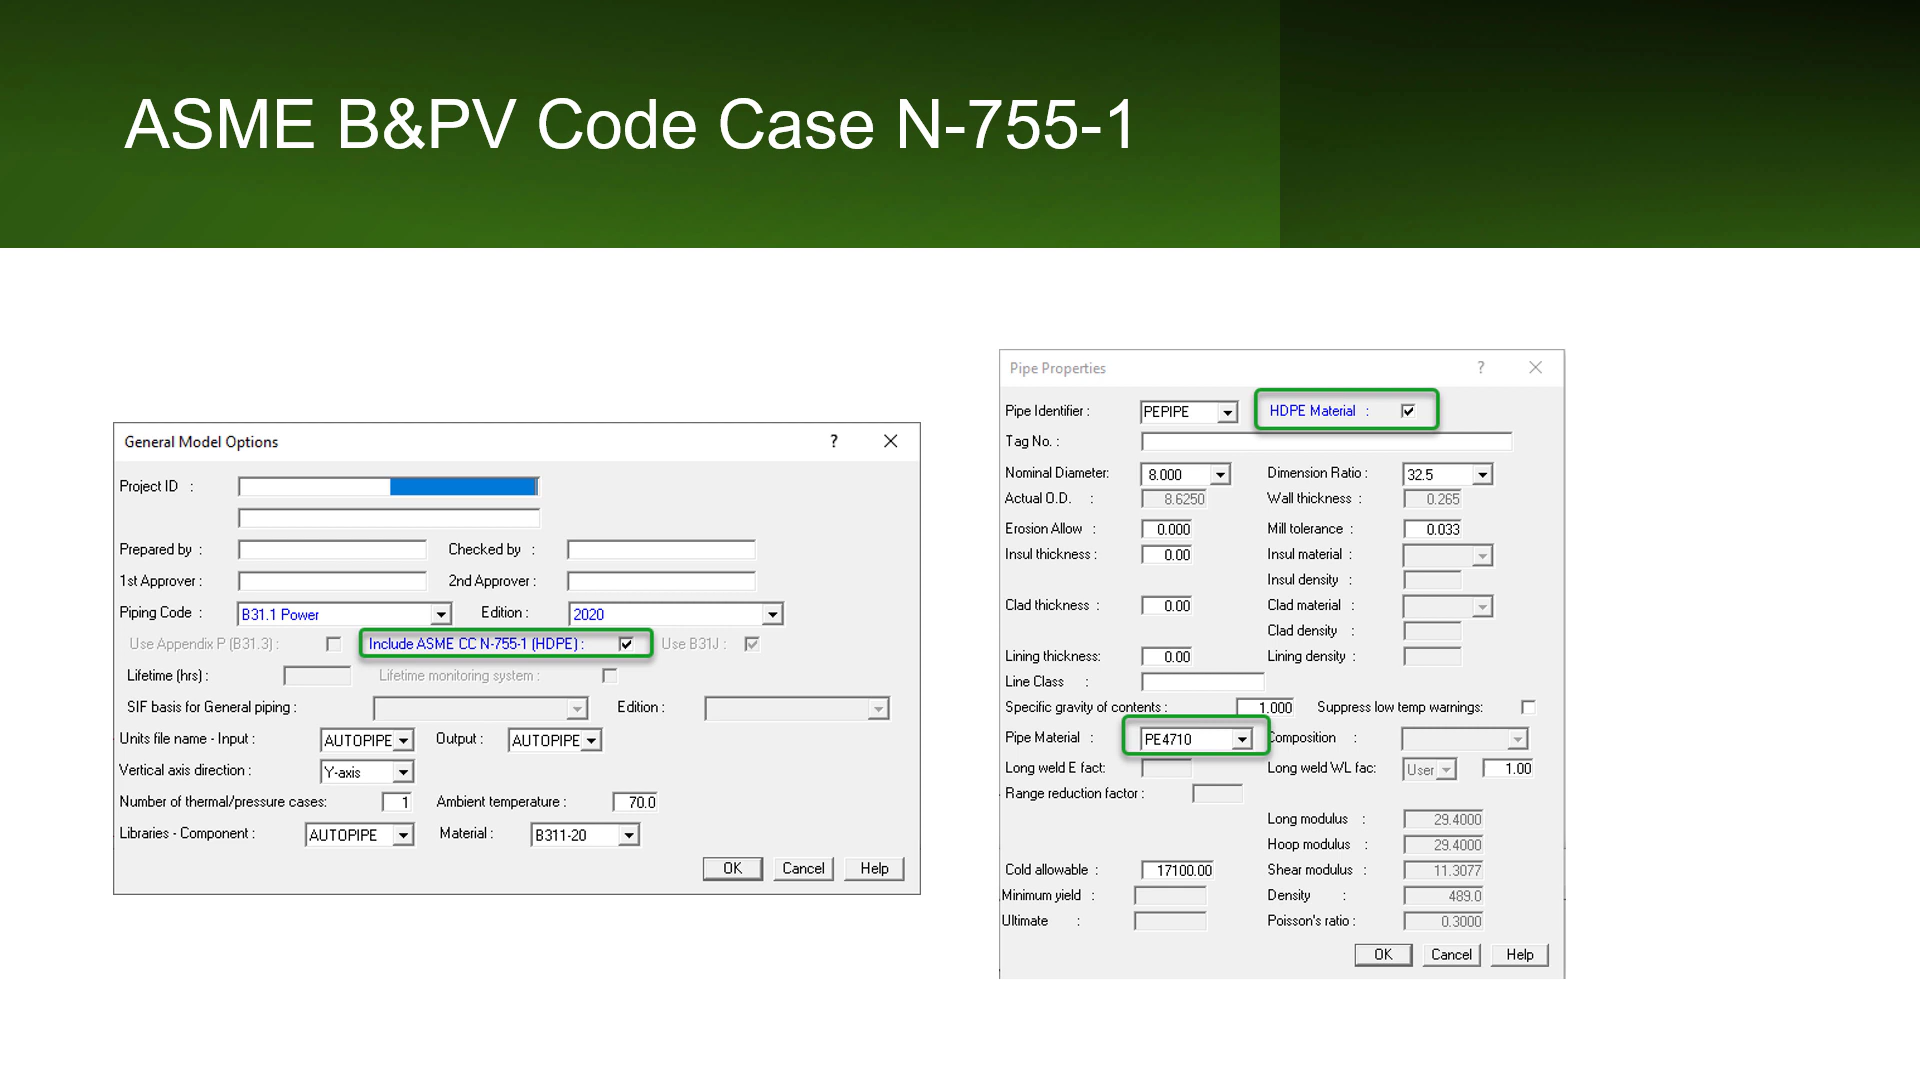 ASME B&PV Code Case N-755-1
General Model Options ?
Project ID :
Prepared by : Checked by :
1st Approver : 2nd Approver :
Piping Code : B31.1 Power Edition : 2020
Use Appendix P (B31.3) : Include ASME CC N-755-1 (HDPE) : Use B31J :
Lifetime (hrs) : Lifetime monitoring system :
SIF basis for General piping : Edition :
Units file name - Input : AUTOPIPE Output : AUTOPIPE
Vertical axis direction : Y-axis
Number of thermal/pressure cases: 1 Ambient temperature : 70.0
Libraries - Component : AUTOPIPE Material : B311-20
OK Cancel Help
Pipe Properties ?
Pipe Identifier : PEPIPE HDPE Material :
Tag No. :
Nominal Diameter: 8.000 Dimension Ratio : 32.5
Actual O.D. : 8.6250 Wall thickness : 0.265
Erosion Allow : 0.000 Mill tolerance : 0.033
Insul thickness : 0.00 Insul material :
Insul density :
Clad thickness : 0.00 Clad material :
Clad density :
Lining thickness: 0.00 Lining density :
Line Class :
Specific gravity of contents : 1.000 Suppress low temp warnings:
Pipe Material : PE4710 Composition :
Long weld E fact: Long weld WL fac: User 1.00
Range reduction factor :
Long modulus : 29.4000
Hoop modulus : 29.4000
Cold allowable : 17100.00 Shear modulus : 11.3077
Minimum yield : Density : 489.0
Ultimate : Poisson's ratio : 0.3000
OK Cancel Help